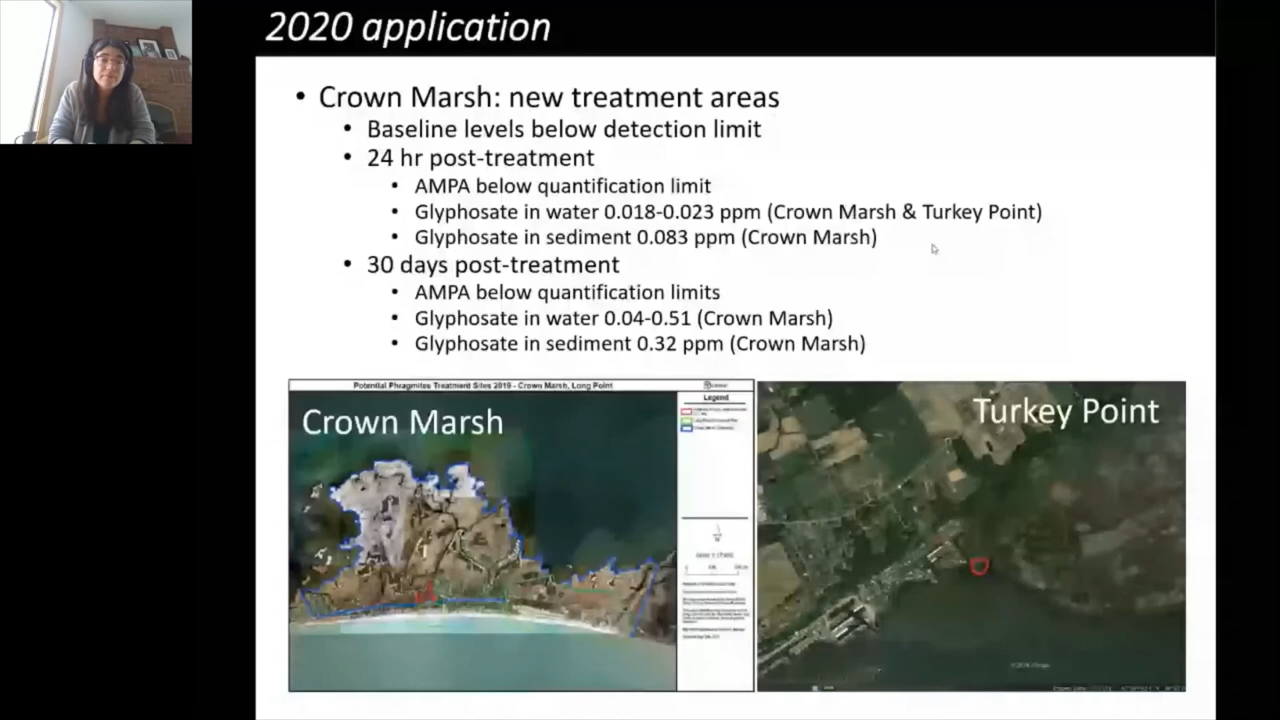 2020 application
• Crown Marsh: new treatment areas
• Baseline levels below detection limit
• 24 hr post-treatment
• AMPA below quantification limit
• Glyphosate in water 0.018-0.023 ppm (Crown Marsh & Turkey Point)
• Glyphosate in sediment 0.083 ppm (Crown Marsh)
• 30 days post-treatment
• AMPA below quantification limits
• Glyphosate in water 0.04-0.51 (Crown Marsh)
• Glyphosate in sediment 0.32 ppm (Crown Marsh)
Potential Phragmites Treatment Sites 2019 - Crown Marsh, Long Point
Legend
Crown Marsh
Turkey Point